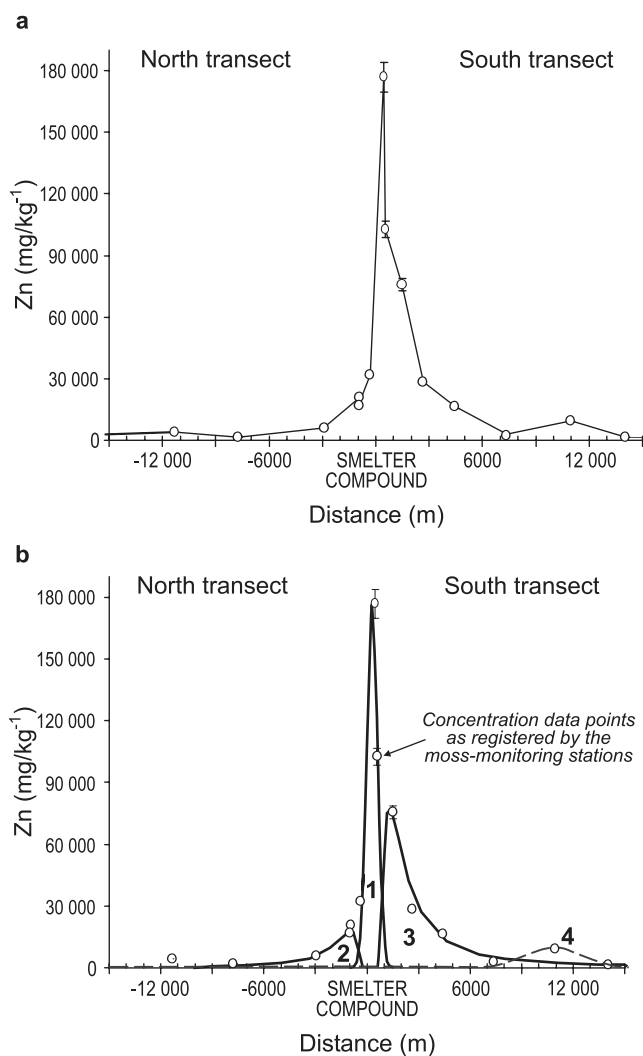 a
North transect
South transect
180 000
150 000
120 000
90 000
60 000
30 000
0
Zn (mg/kg⁻¹)
-12 000
-6000
SMELTER
COMPOUND
6000
12 000
Distance (m)
b
North transect
South transect
180 000
150 000
120 000
90 000
60 000
30 000
0
Zn (mg/kg⁻¹)
Concentration data points
as registered by the
moss-monitoring stations
1
2
3
4
-12 000
-6000
SMELTER
COMPOUND
6000
12 000
Distance (m)